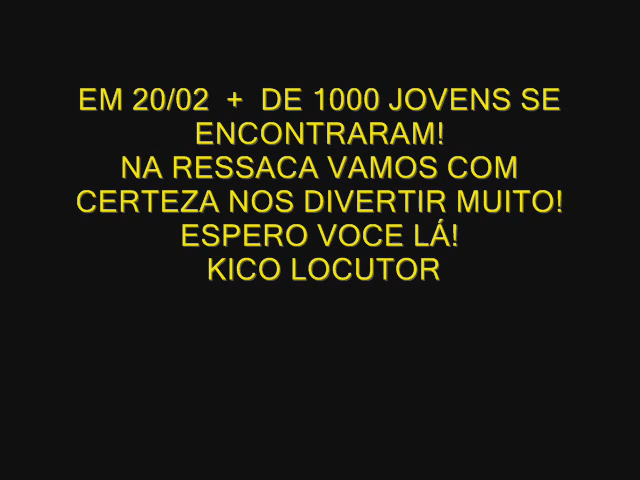 EM 20/02  +  DE 1000 JOVENS SE
ENCONTRARAM!
NA RESSACA VAMOS COM
CERTEZA NOS DIVERTIR MUITO!
ESPERO VOCE LÁ!
KICO LOCUTOR